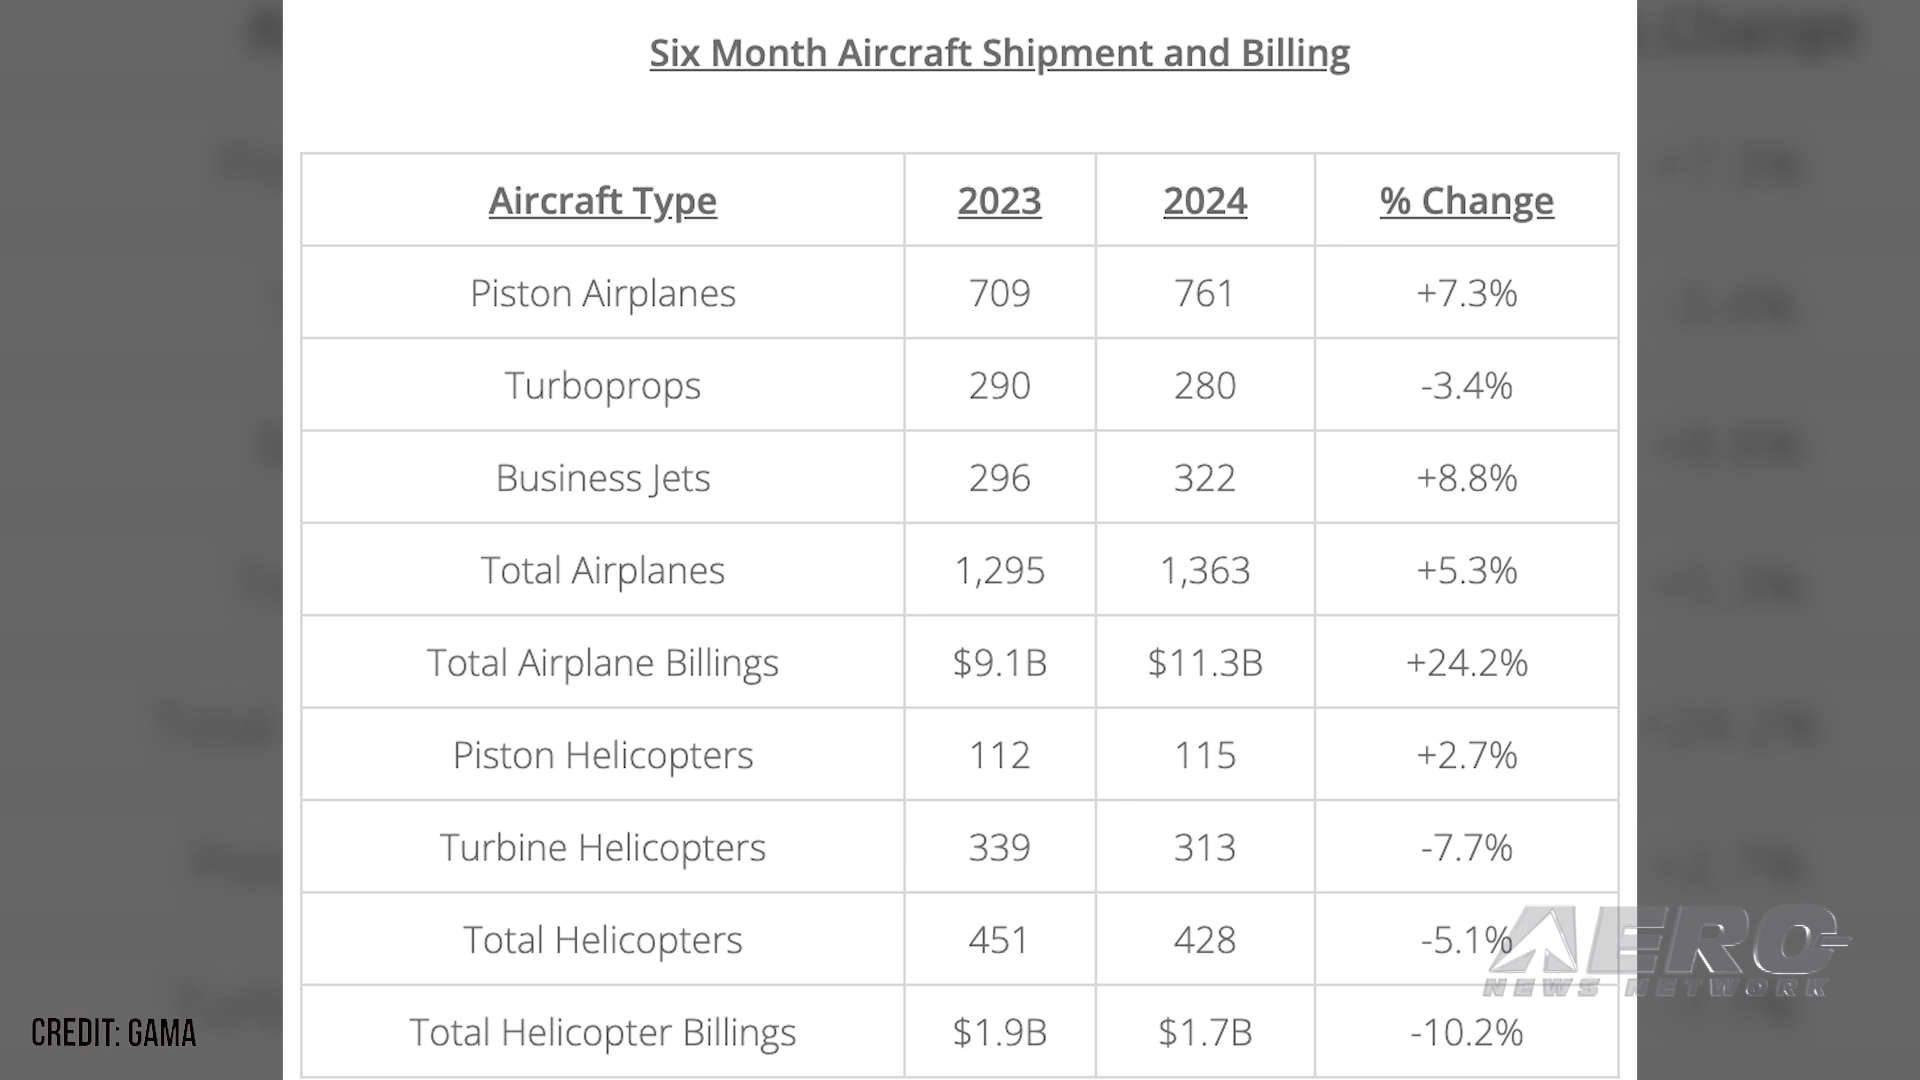 Six Month Aircraft Shipment and Billing
Aircraft Type 2023 2024 % Change
Piston Airplanes 709 761 +7.3%
Turboprops 290 280 -3.4%
Business Jets 296 322 +8.8%
Total Airplanes 1,295 1,363 +5.3%
Total Airplane Billings $9.1B $11.3B +24.2%
Piston Helicopters 112 115 +2.7%
Turbine Helicopters 339 313 -7.7%
Total Helicopters 451 428 -5.1%
Total Helicopter Billings $1.9B $1.7B -10.2%
AERO
NEWS NETWORK
CREDIT: GAMA